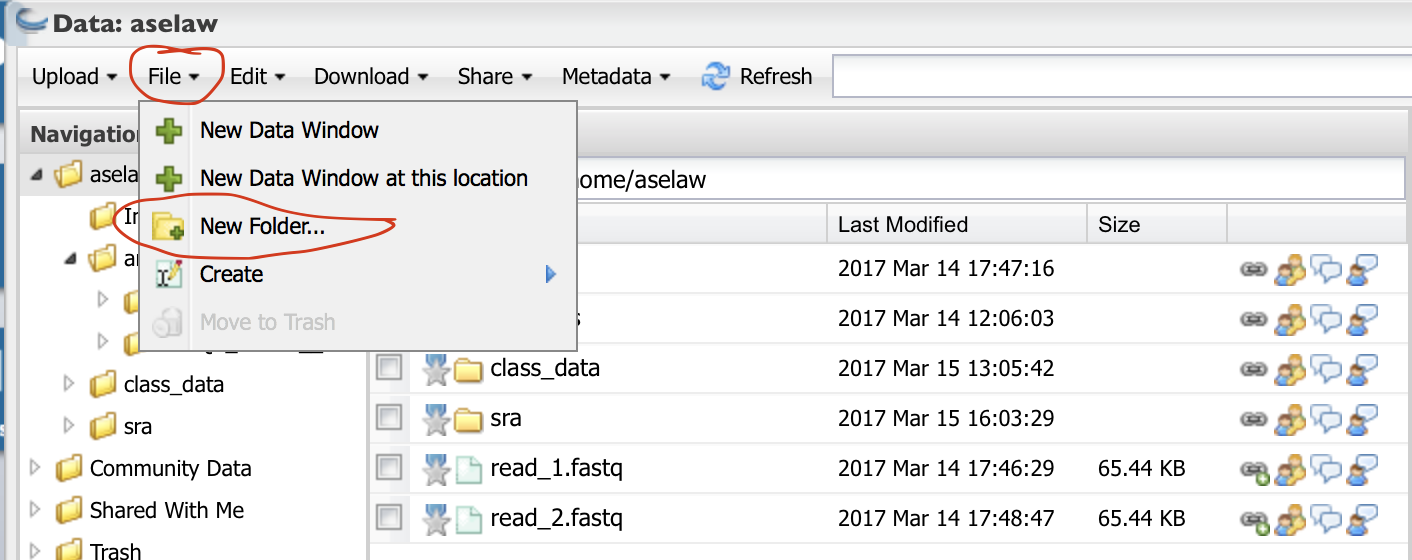 Data: aselaw
Upload File Edit Download Share Metadata Refresh
Navigation
New Data Window
New Data Window at this location
New Folder...
Create
Move to Trash
home/aselaw
Last Modified Size
2017 Mar 14 17:47:16
2017 Mar 14 12:06:03
class_data 2017 Mar 15 13:05:42
sra 2017 Mar 15 16:03:29
read_1.fastq 2017 Mar 14 17:46:29 65.44 KB
read_2.fastq 2017 Mar 14 17:48:47 65.44 KB
class_data
sra
Community Data
Shared With Me
Trash